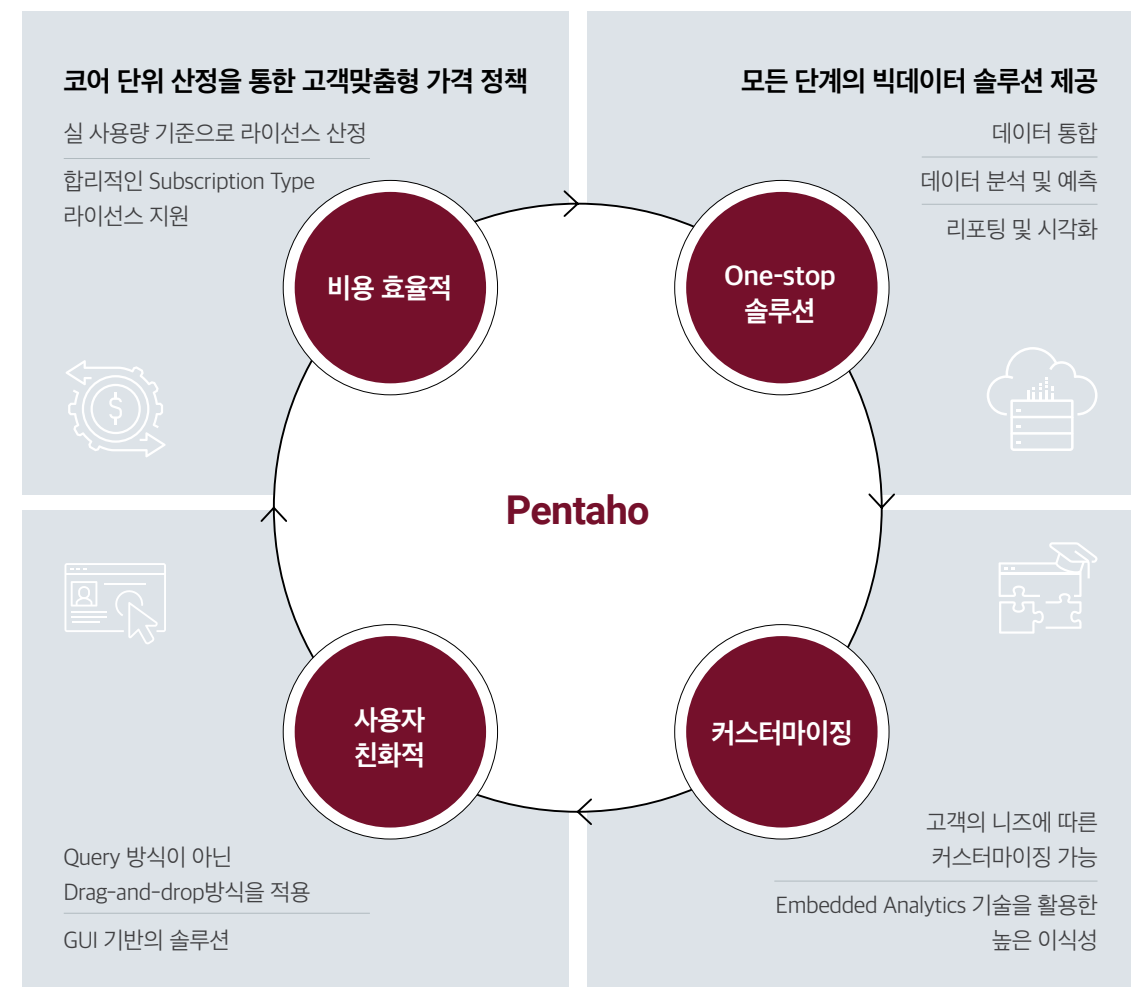 코어 단위 산정을 통한 고객맞춤형 가격 정책
실 사용량 기준으로 라이선스 산정
합리적인 Subscription Type
라이선스 지원
비용 효율적
모든 단계의 빅데이터 솔루션 제공
데이터 통합
데이터 분석 및 예측
리포팅 및 시각화
One-stop
솔루션
Pentaho
사용자
친화적
Query 방식이 아닌
Drag-and-drop방식을 적용
GUI 기반의 솔루션
커스터마이징
고객의 니즈에 따른
커스터마이징 가능
Embedded Analytics 기술을 활용한
높은 이식성